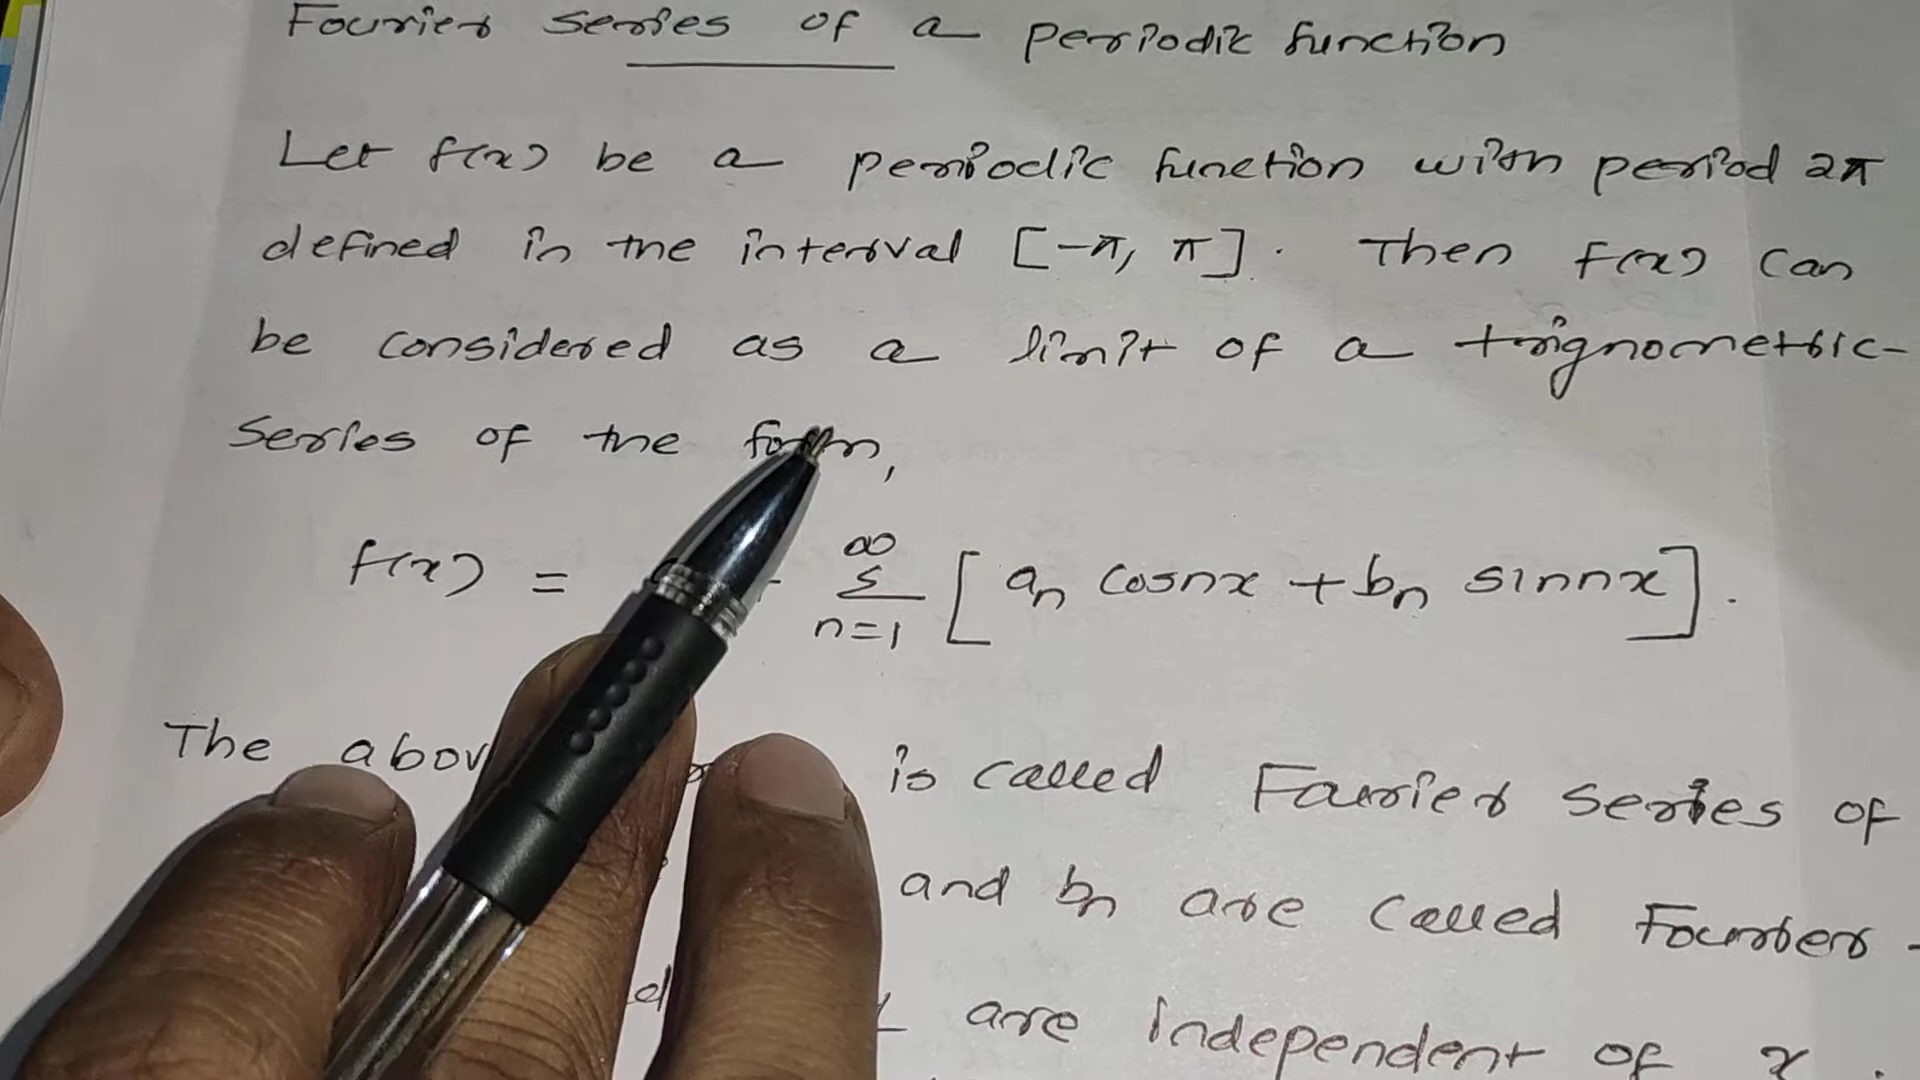 Fourier series of a periodic function
Let f(x) be a periodic function with period 2π
defined in the interval [-π, π]. Then f(x) can
be considered as a limit of a trignometric-
series of the form,
f(x) = ∞Σn=1 [an cosnx + bn sinnx].
The is called Faurier series of
and bn are called Fourier-
are independent of x.